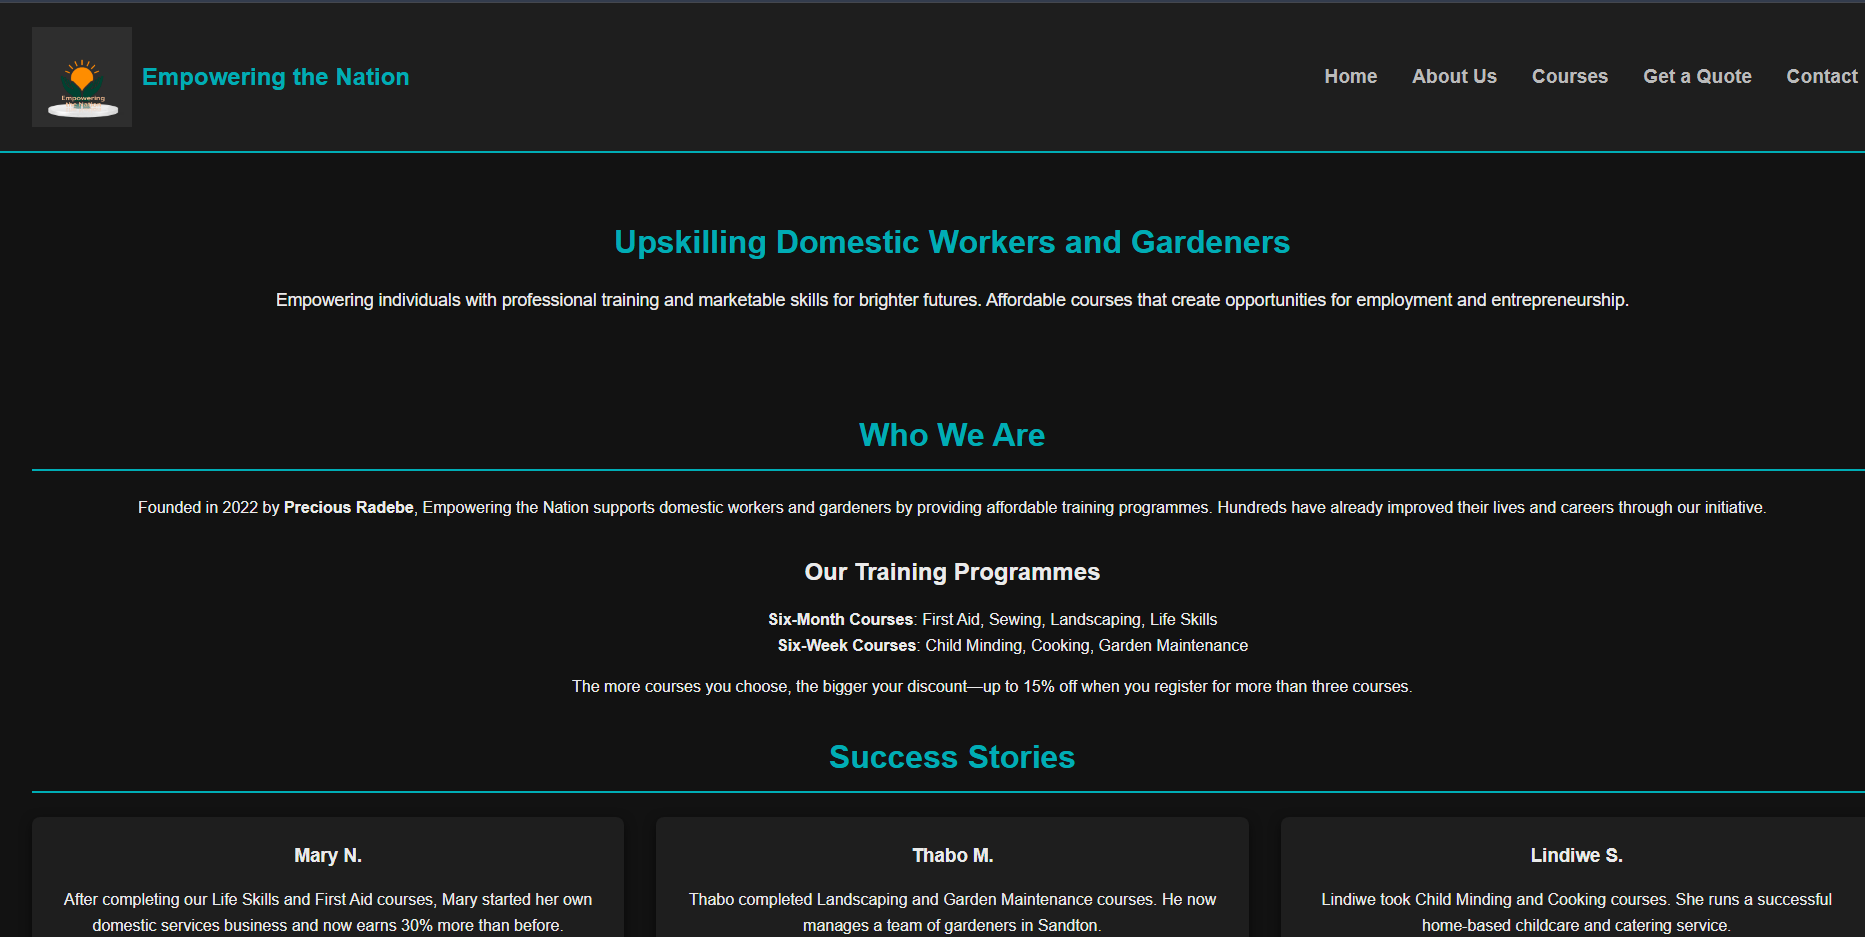 Empowering
the Nation
Empowering the Nation
Home About Us Courses Get a Quote Contact
Upskilling Domestic Workers and Gardeners
Empowering individuals with professional training and marketable skills for brighter futures. Affordable courses that create opportunities for employment and entrepreneurship.
Who We Are
Founded in 2022 by Precious Radebe, Empowering the Nation supports domestic workers and gardeners by providing affordable training programmes. Hundreds have already improved their lives and careers through our initiative.
Our Training Programmes
Six-Month Courses: First Aid, Sewing, Landscaping, Life Skills
Six-Week Courses: Child Minding, Cooking, Garden Maintenance
The more courses you choose, the bigger your discount—up to 15% off when you register for more than three courses.
Success Stories
Mary N.
After completing our Life Skills and First Aid courses, Mary started her own
domestic services business and now earns 30% more than before.
Thabo M.
Thabo completed Landscaping and Garden Maintenance courses. He now
manages a team of gardeners in Sandton.
Lindiwe S.
Lindiwe took Child Minding and Cooking courses. She runs a successful
home-based childcare and catering service.